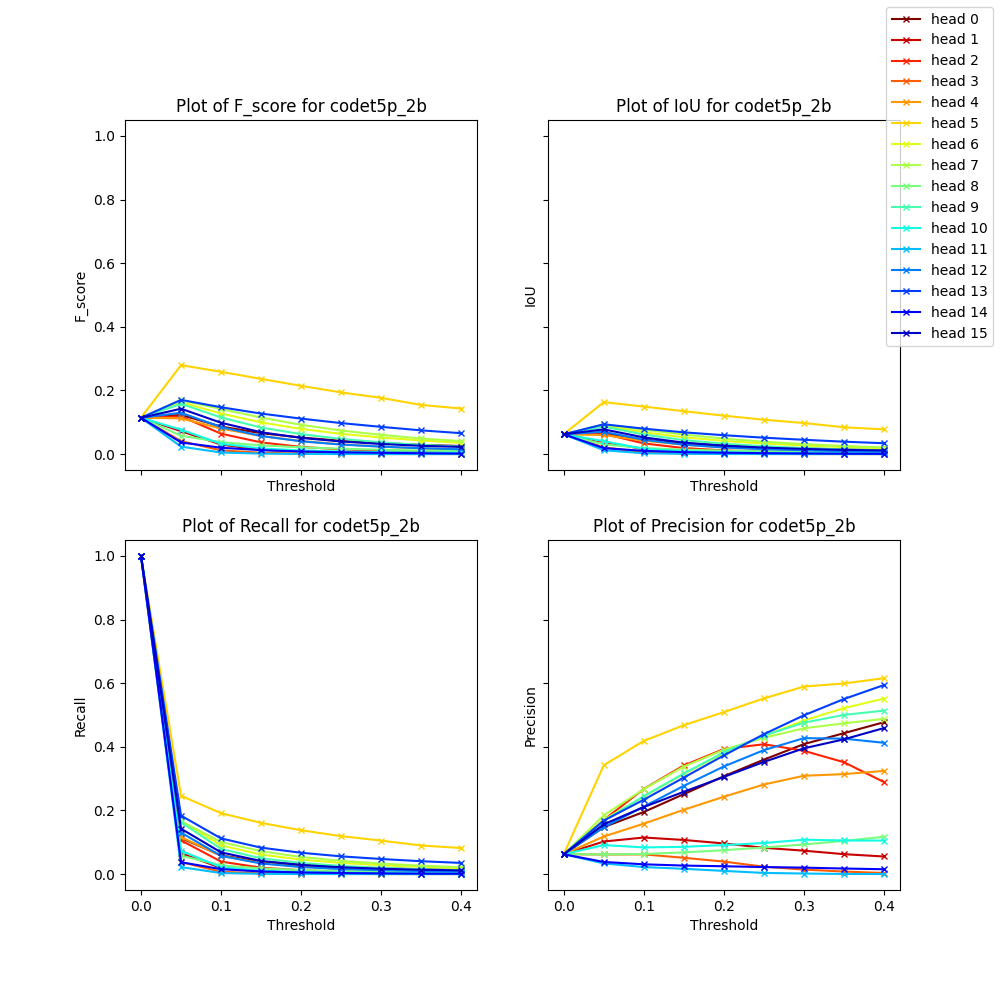 Plot of F_score for codet5p_2b
1.0
0.8
0.6
0.4
0.2
0.0
F_score
Threshold
Plot of IoU for codet5p_2b
IoU
Threshold
head 0
head 1
head 2
head 3
head 4
head 5
head 6
head 7
head 8
head 9
head 10
head 11
head 12
head 13
head 14
head 15
Plot of Recall for codet5p_2b
1.0
0.8
0.6
0.4
0.2
0.0
Recall
0.0 0.1 0.2 0.3 0.4
Threshold
Plot of Precision for codet5p_2b
Precision
0.0 0.1 0.2 0.3 0.4
Threshold